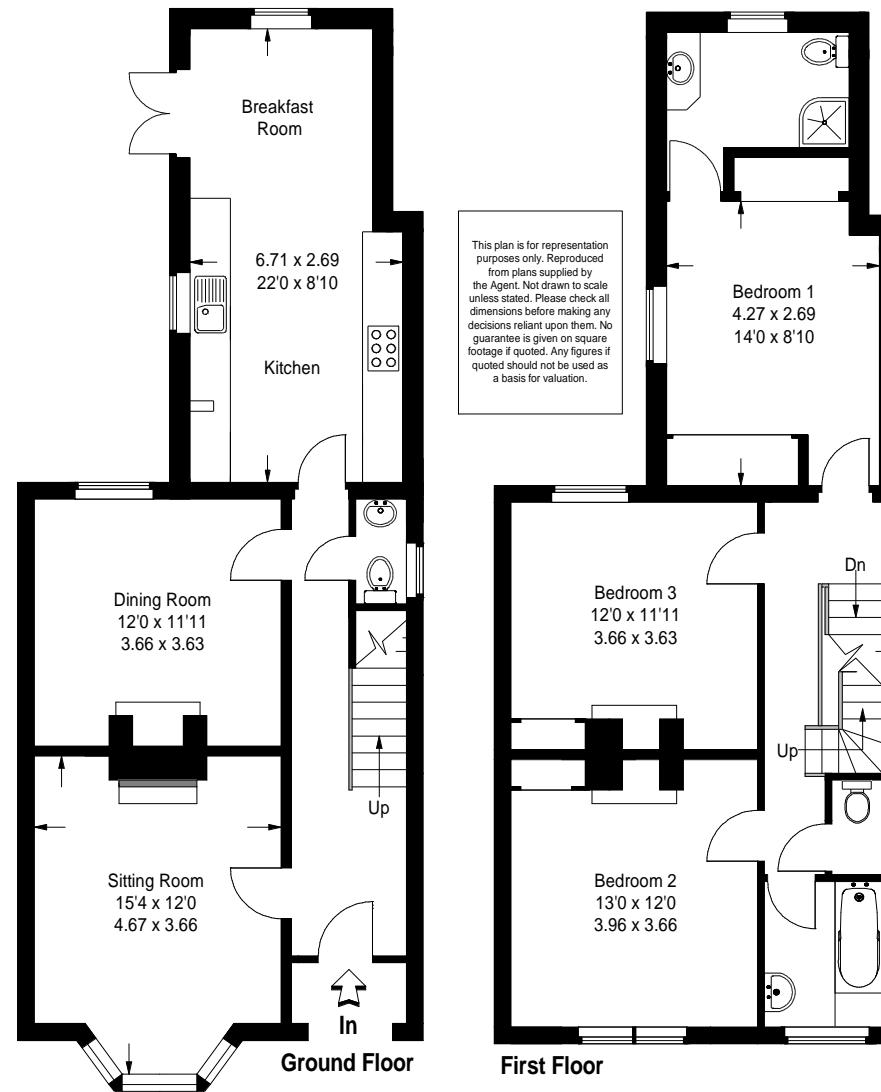 Breakfast
Room
6.71 x 2.69
22'0 x 8'10
Kitchen
Dining Room
12'0 x 11'11
3.66 x 3.63
Up
Sitting Room
15'4 x 12'0
4.67 x 3.66
In
Ground Floor
This plan is for representation
purposes only. Reproduced
from plans supplied by
the Agent. Not drawn to scale
unless stated. Please check all
dimensions before making any
decisions reliant upon them. No
guarantee is given on square
footage if quoted. Any figures if
quoted should not be used as
a basis for valuation.
Bedroom 1
4.27 x 2.69
14'0 x 8'10
Dn
Bedroom 3
12'0 x 11'11
3.66 x 3.63
Up
Bedroom 2
13'0 x 12'0
3.96 x 3.66
First Floor